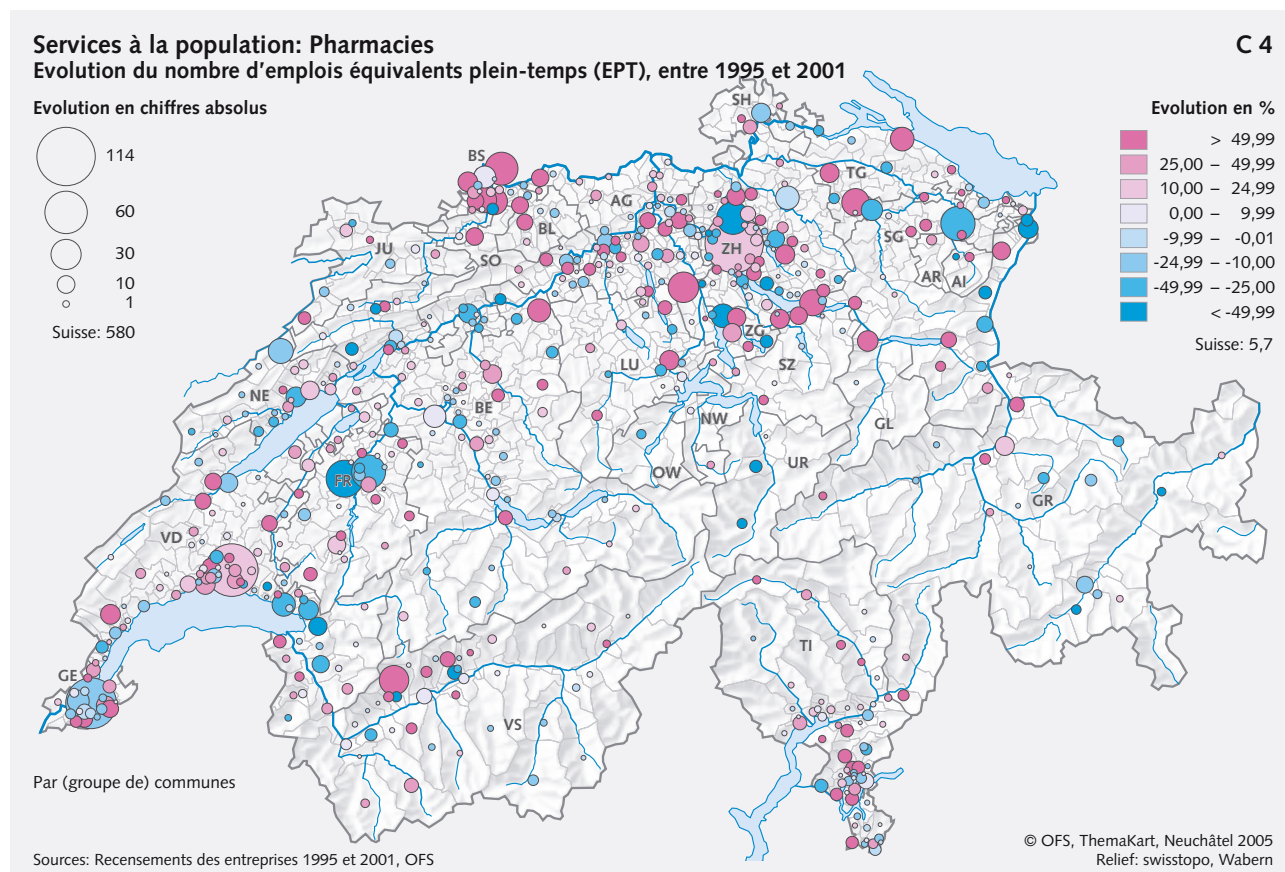 Services à la population: Pharmacies
C 4
Evolution du nombre d'emplois équivalents plein-temps (EPT), entre 1995 et 2001
Evolution en chiffres absolus
114
60
30
10
1
Suisse: 580
Evolution en %
> 49,99
25,00 – 49,99
10,00 – 24,99
0,00 – 9,99
-9,99 – -0,01
-24,99 – -10,00
-49,99 – -25,00
< -49,99
Suisse: 5,7
SH
BS
TG
AG
BL
JU
ZH
SG
SO
AR
AI
ZG
LU
SZ
NE
BE
NW
GL
OW
UR
FR
GR
VD
TI
GE
VS
Par (groupe de) communes
Sources: Recensements des entreprises 1995 et 2001, OFS
© OFS, ThemaKart, Neuchâtel 2005
Relief: swisstopo, Wabern